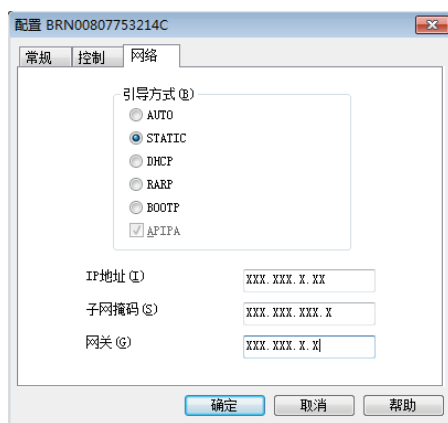 配置 BRN00807753214C
常规 控制 网络
引导方式(B)
AUTO
STATIC
DHCP
RARP
BOOTP
APIPA
IP地址(I) XXX.XXX.X.XX
子网掩码(S) XXX.XXX.XXX.X
网关(G) XXX.XXX.X.X
确定 取消 帮助